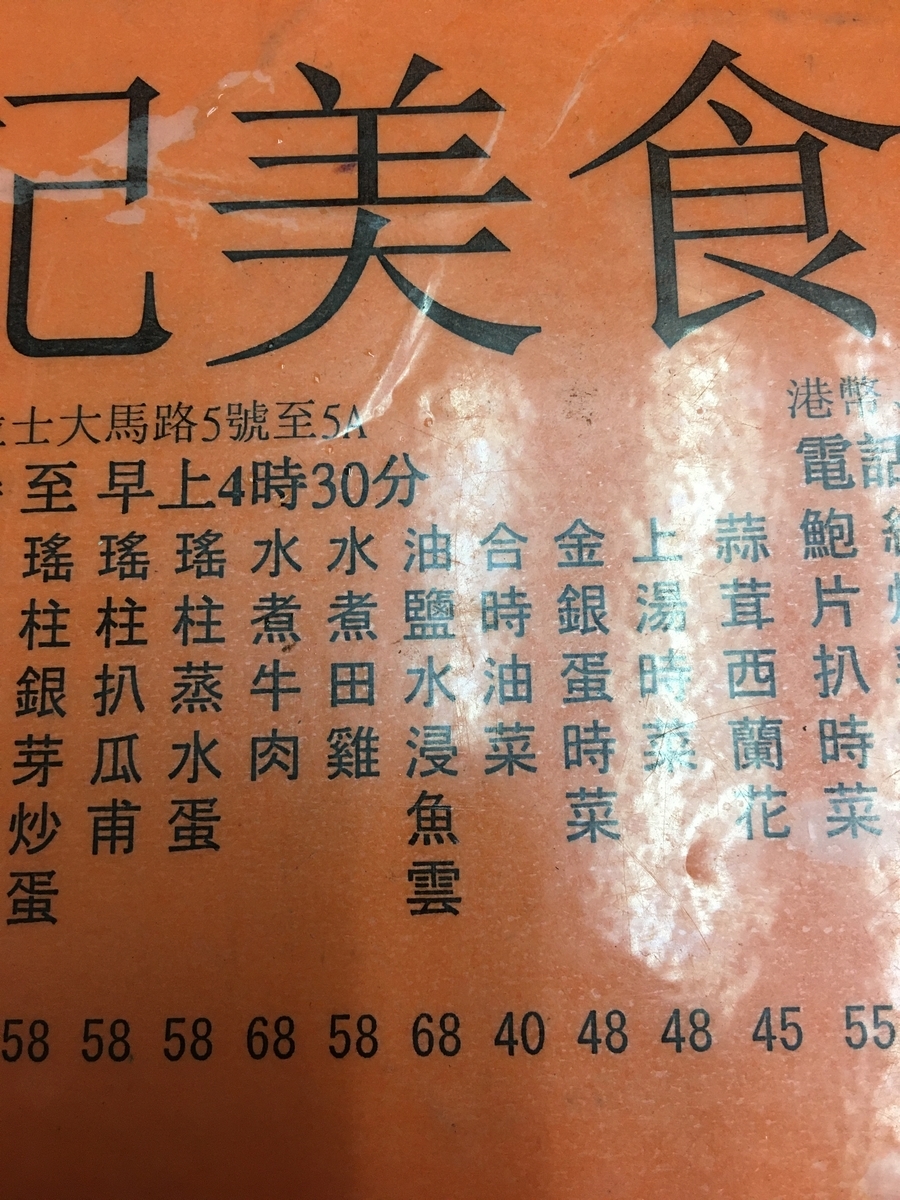 記美食
士大馬路5號至5A
港幣
至早上4時30分
電話
鮑片扒時菜 55
蒜茸西蘭花 45
上湯時菜 48
金銀蛋時菜 48
合時油菜 40
油鹽水浸魚雲 68
水煮田雞 58
水煮牛肉 68
瑤柱蒸水蛋 58
瑤柱扒瓜甫 58
瑤柱銀芽炒蛋 58